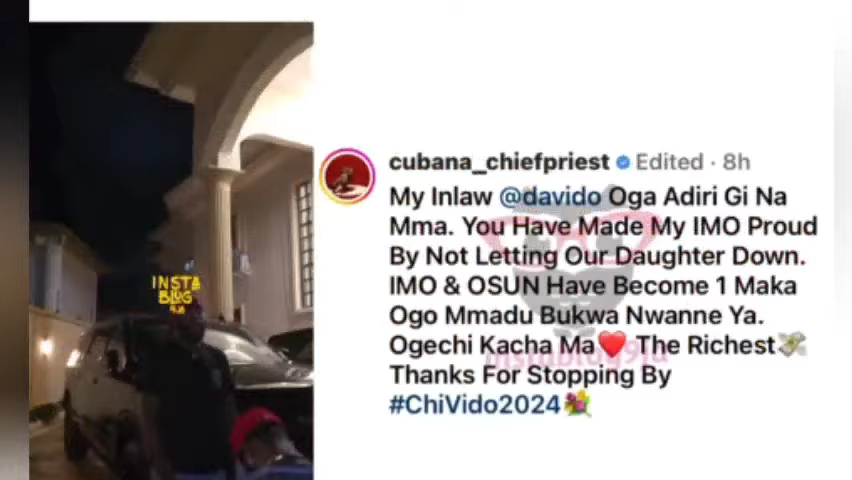 cubana_chiefpriest Edited · 8h
My Inlaw @davido Oga Adiri Gi Na
Mma. You Have Made My IMO Proud
By Not Letting Our Daughter Down.
IMO & OSUN Have Become 1 Maka
Ogo Mmadu Bukwa Nwanne Ya.
Ogechi Kacha Ma❤️ The Richest💸
Thanks For Stopping By
#ChiVido2024💐
INSTA
BLOG
9JA
instablog9ja